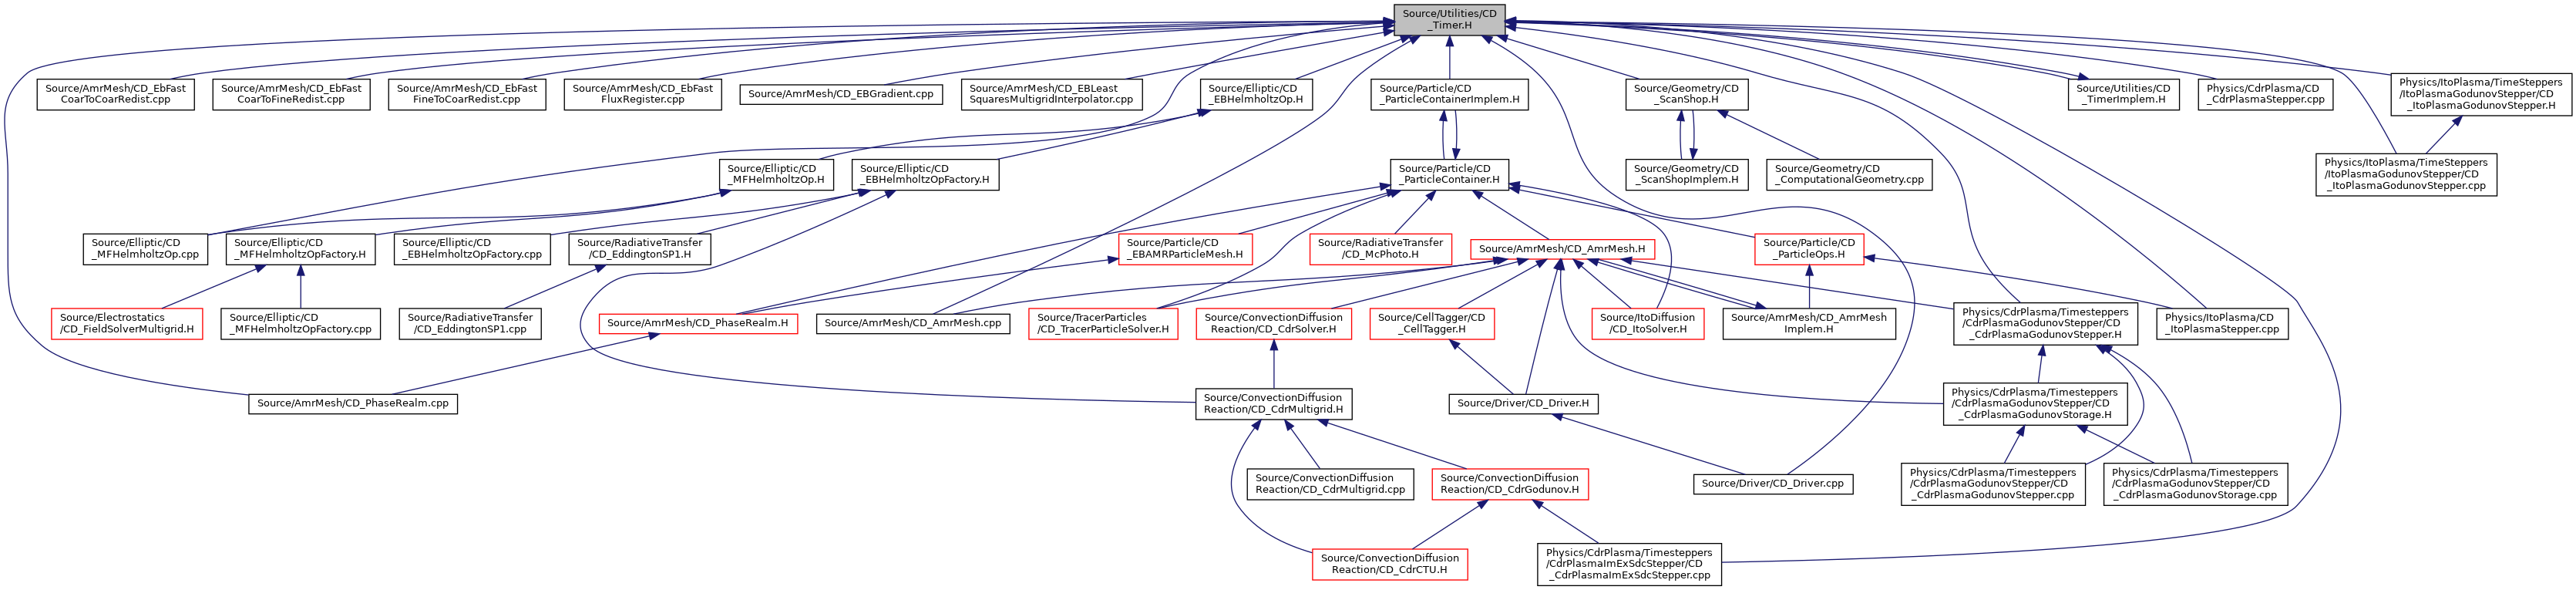 Source/Utilities/CD
_Timer.H
Source/AmrMesh/CD_EbFast
CoarToCoarRedist.cpp
Source/AmrMesh/CD_EbFast
CoarToFineRedist.cpp
Source/AmrMesh/CD_EbFast
FineToCoarRedist.cpp
Source/AmrMesh/CD_EbFast
FluxRegister.cpp
Source/AmrMesh/CD_EBGradient.cpp
Source/AmrMesh/CD_EBLeast
SquaresMultigridInterpolator.cpp
Source/Elliptic/CD
_EBHelmholtzOp.H
Source/Particle/CD
_ParticleContainerImplem.H
Source/Geometry/CD
_ScanShop.H
Source/Utilities/CD
_TimerImplem.H
Physics/CdrPlasma/CD
_CdrPlasmaStepper.cpp
Physics/ItoPlasma/TimeSteppers
/ItoPlasmaGodunovStepper/CD
_ItoPlasmaGodunovStepper.H
Source/Elliptic/CD
_MFHelmholtzOp.H
Source/Elliptic/CD
_EBHelmholtzOpFactory.H
Source/Particle/CD
_ParticleContainer.H
Source/Geometry/CD
_ScanShopImplem.H
Source/Geometry/CD
_ComputationalGeometry.cpp
Physics/ItoPlasma/TimeSteppers
/ItoPlasmaGodunovStepper/CD
_ItoPlasmaGodunovStepper.cpp
Source/Elliptic/CD
_MFHelmholtzOp.cpp
Source/Elliptic/CD
_MFHelmholtzOpFactory.H
Source/Elliptic/CD
_EBHelmholtzOpFactory.cpp
Source/RadiativeTransfer
/CD_EddingtonSP1.H
Source/Particle/CD
_EBAMRParticleMesh.H
Source/RadiativeTransfer
/CD_McPhoto.H
Source/AmrMesh/CD_AmrMesh.H
Source/Particle/CD
_ParticleOps.H
Source/Electrostatics
/CD_FieldSolverMultigrid.H
Source/Elliptic/CD
_MFHelmholtzOpFactory.cpp
Source/RadiativeTransfer
/CD_EddingtonSP1.cpp
Source/AmrMesh/CD_PhaseRealm.H
Source/AmrMesh/CD_AmrMesh.cpp
Source/TracerParticles
/CD_TracerParticleSolver.H
Source/ConvectionDiffusion
Reaction/CD_CdrSolver.H
Source/CellTagger/CD
_CellTagger.H
Source/ItoDiffusion
/CD_ItoSolver.H
Source/AmrMesh/CD_AmrMesh
Implem.H
Physics/CdrPlasma/Timesteppers
/CdrPlasmaGodunovStepper/CD
_CdrPlasmaGodunovStepper.H
Physics/ItoPlasma/CD
_ItoPlasmaStepper.cpp
Source/AmrMesh/CD_PhaseRealm.cpp
Source/ConvectionDiffusion
Reaction/CD_CdrMultigrid.H
Source/Driver/CD_Driver.H
Physics/CdrPlasma/Timesteppers
/CdrPlasmaGodunovStepper/CD
_CdrPlasmaGodunovStorage.H
Source/ConvectionDiffusion
Reaction/CD_CdrMultigrid.cpp
Source/ConvectionDiffusion
Reaction/CD_CdrGodunov.H
Source/Driver/CD_Driver.cpp
Physics/CdrPlasma/Timesteppers
/CdrPlasmaGodunovStepper/CD
_CdrPlasmaGodunovStepper.cpp
Physics/CdrPlasma/Timesteppers
/CdrPlasmaGodunovStepper/CD
_CdrPlasmaGodunovStorage.cpp
Source/ConvectionDiffusion
Reaction/CD_CdrCTU.H
Physics/CdrPlasma/Timesteppers
/CdrPlasmaImExSdcStepper/CD
_CdrPlasmaImExSdcStepper.cpp